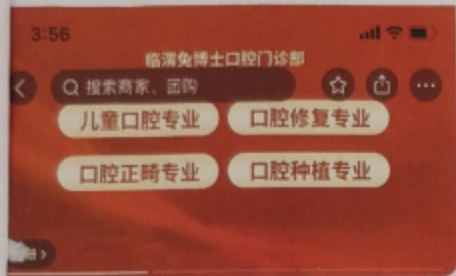 3:56
临渭兔博士口腔门诊部
搜索商家、团购
儿童口腔专业 口腔修复专业
口腔正畸专业 口腔种植专业